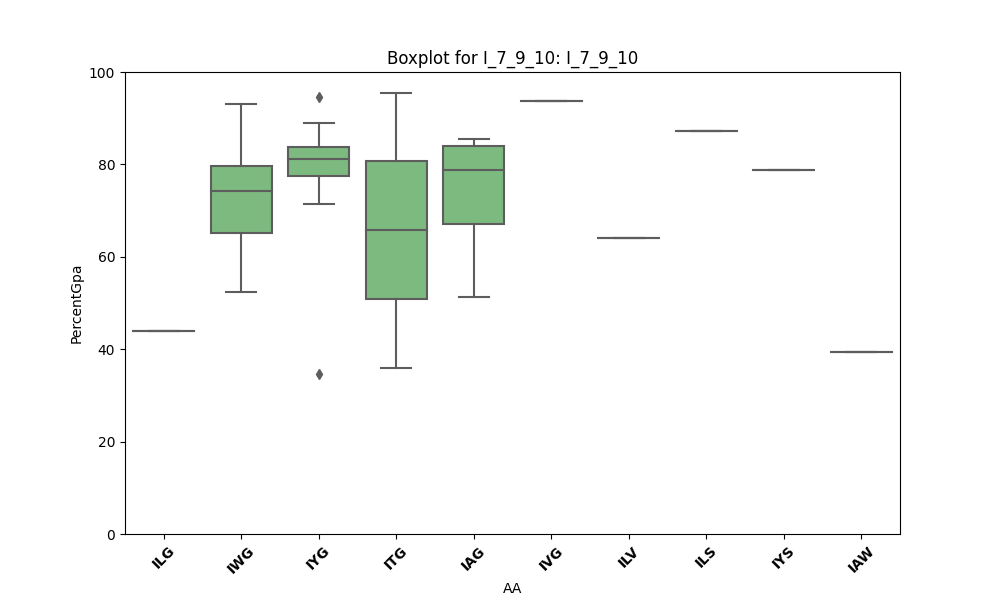 Boxplot for I_7_9_10: I_7_9_10
100
80
60
40
20
0
PercentGpa
ILG
IWG
IYG
ITG
IAG
IVG
ILV
ILS
IYS
IAW
AA